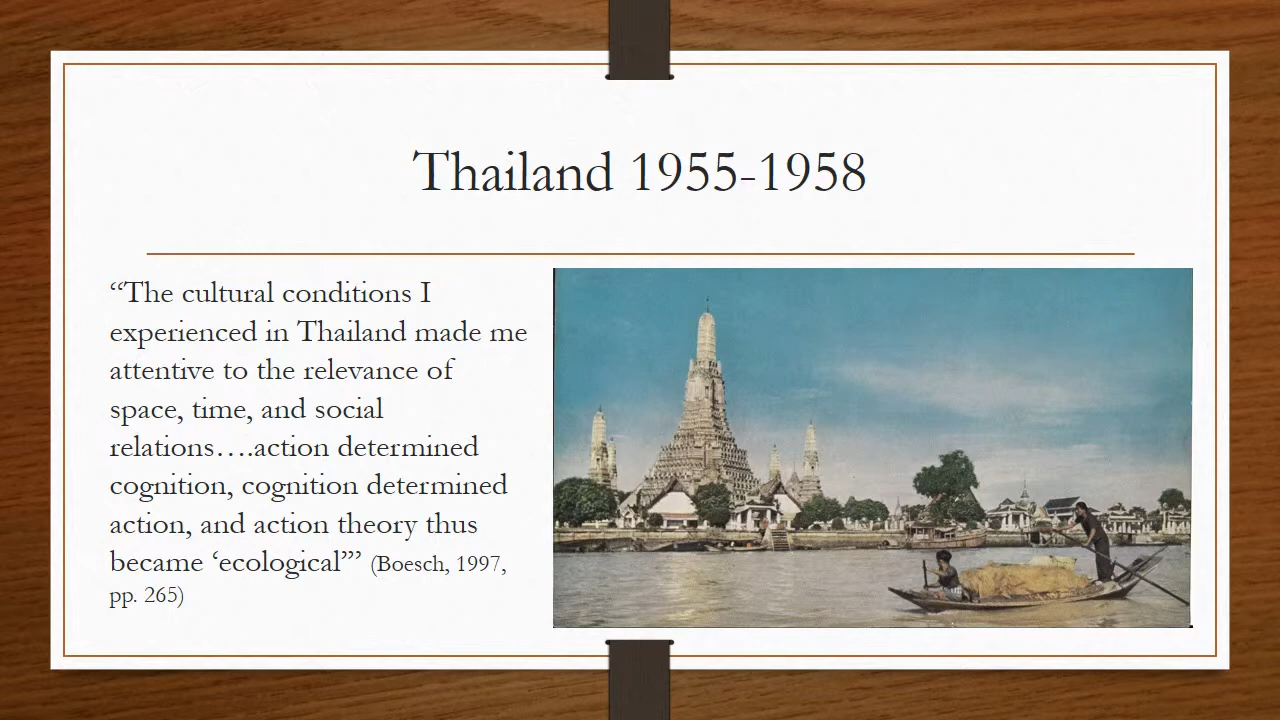 Thailand 1955-1958
“The cultural conditions I
experienced in Thailand made me
attentive to the relevance of
space, time, and social
relations….action determined
cognition, cognition determined
action, and action theory thus
became ‘ecological’” (Boesch, 1997,
pp. 265)